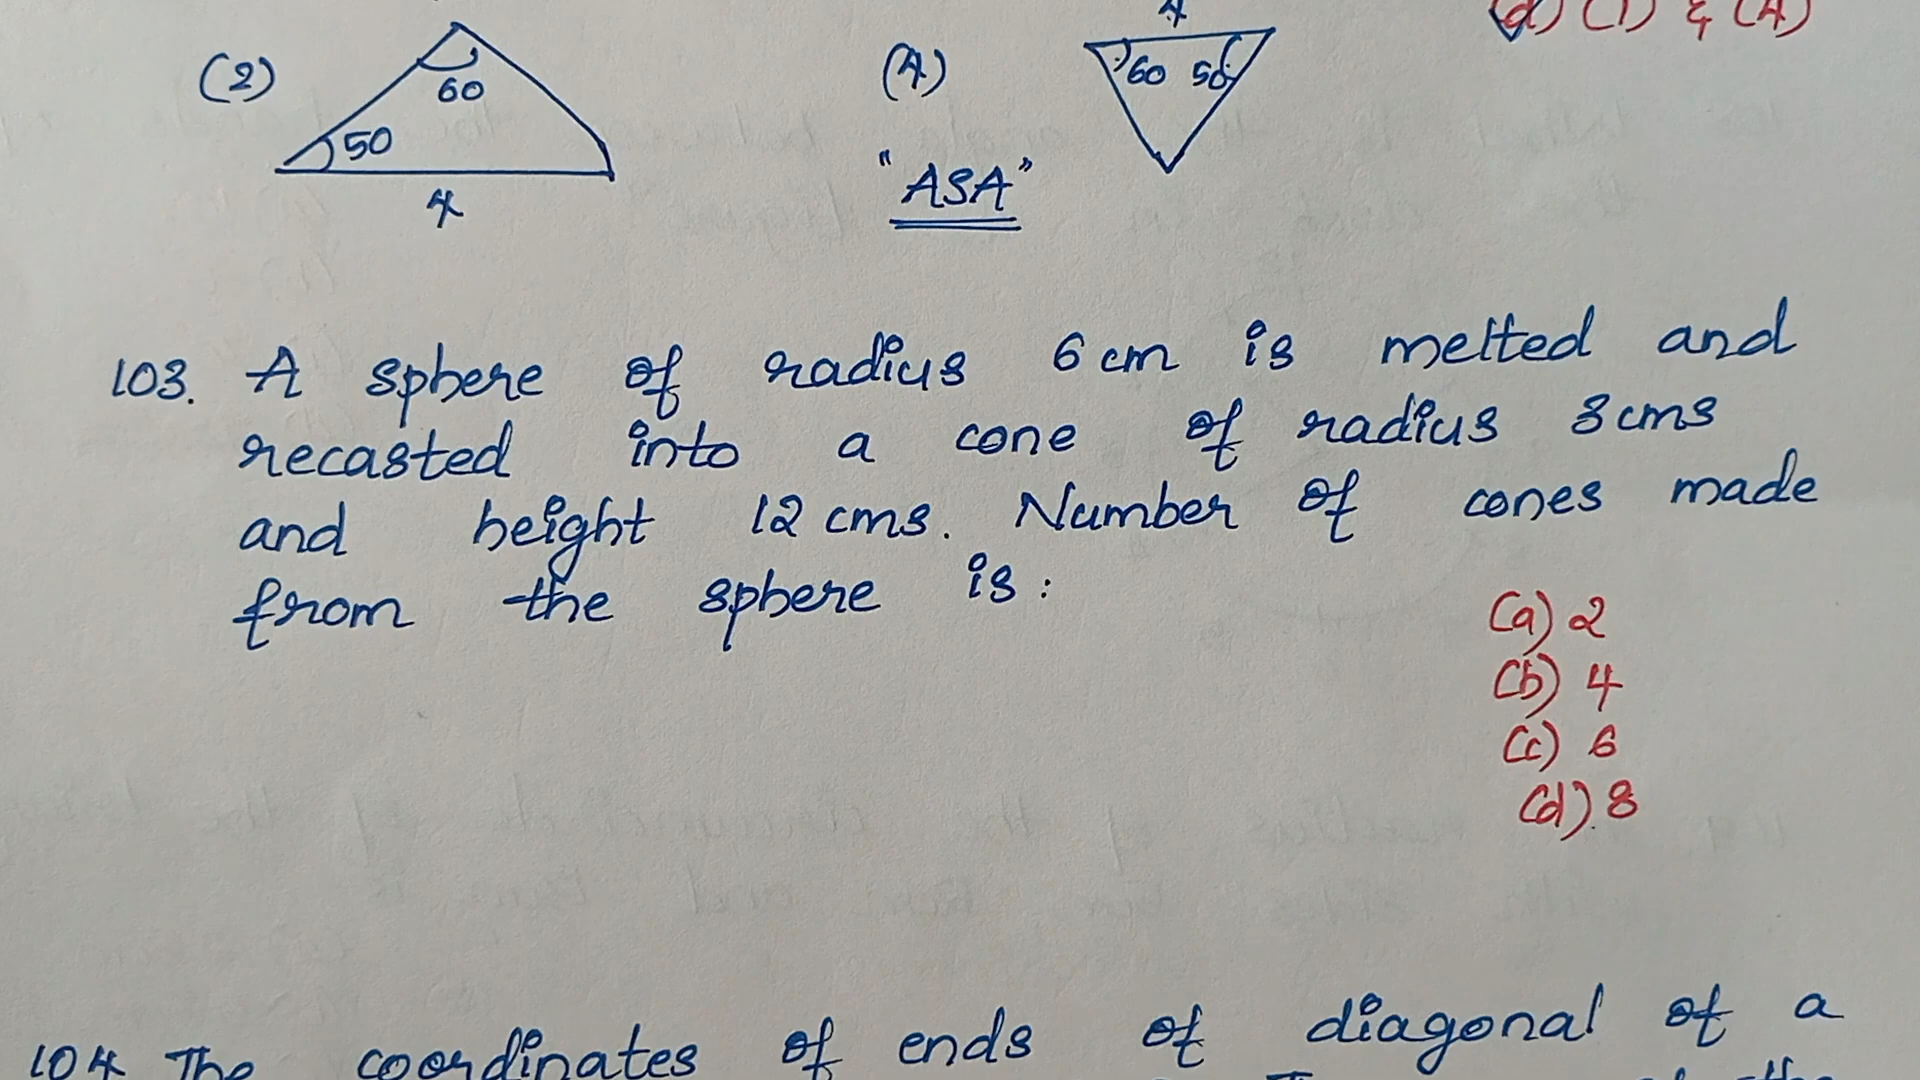 4
d) (1) & (4)
(2)
60
50
4
(4)
60 50
"ASA"
103. A sphere of radius 6 cm is melted and
recasted into a cone of radius 3 cms
and height 12 cms. Number of cones made
from the sphere is:
(a) 2
(b) 4
(c) 6
(d) 8
104 The coordinates of ends of diagonal of a